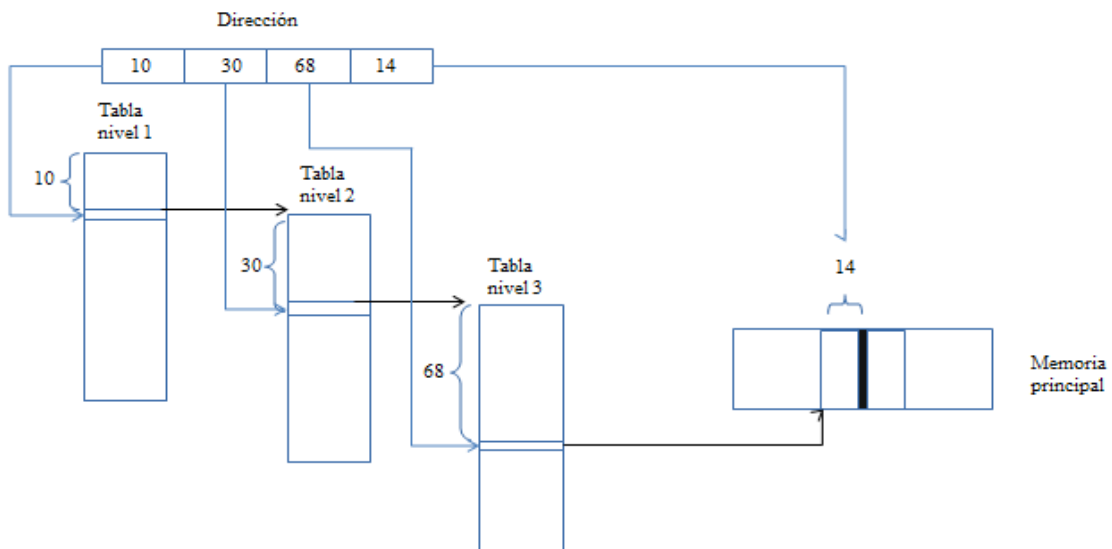 Dirección
10 30 68 14
Tabla
nivel 1
10
Tabla
nivel 2
30
Tabla
nivel 3
68
14
Memoria
principal